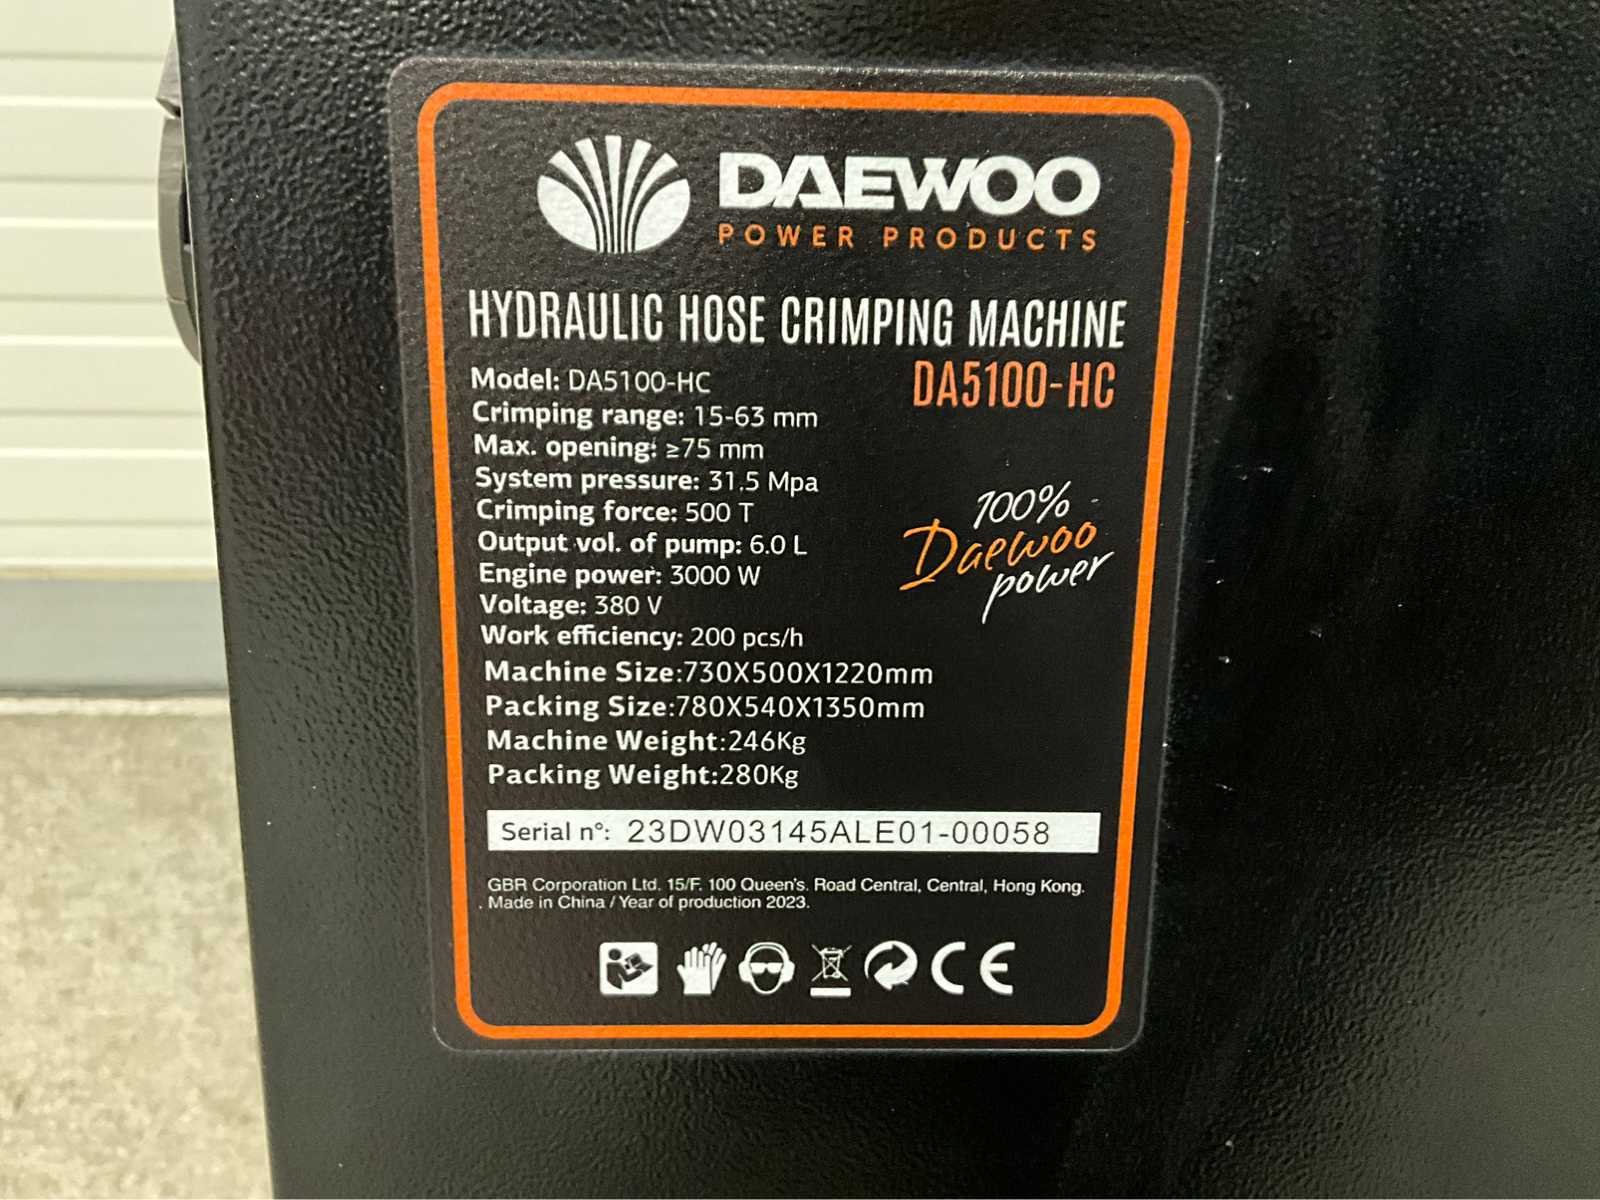 DAEWOO
POWER PRODUCTS
HYDRAULIC HOSE CRIMPING MACHINE
DA5100-HC
Model: DA5100-HC
Crimping range: 15-63 mm
Max. opening: ≥75 mm
System pressure: 31.5 Mpa
Crimping force: 500 T
Output vol. of pump: 6.0 L
Engine power: 3000 W
Voltage: 380 V
Work efficiency: 200 pcs/h
Machine Size:730X500X1220mm
Packing Size:780X540X1350mm
Machine Weight:246Kg
Packing Weight:280Kg
100%
Daewoo
power
Serial n°: 23DW03145ALE01-00058
GBR Corporation Ltd. 15/F. 100 Queen's. Road Central, Central, Hong Kong.
. Made in China / Year of production 2023.
CE